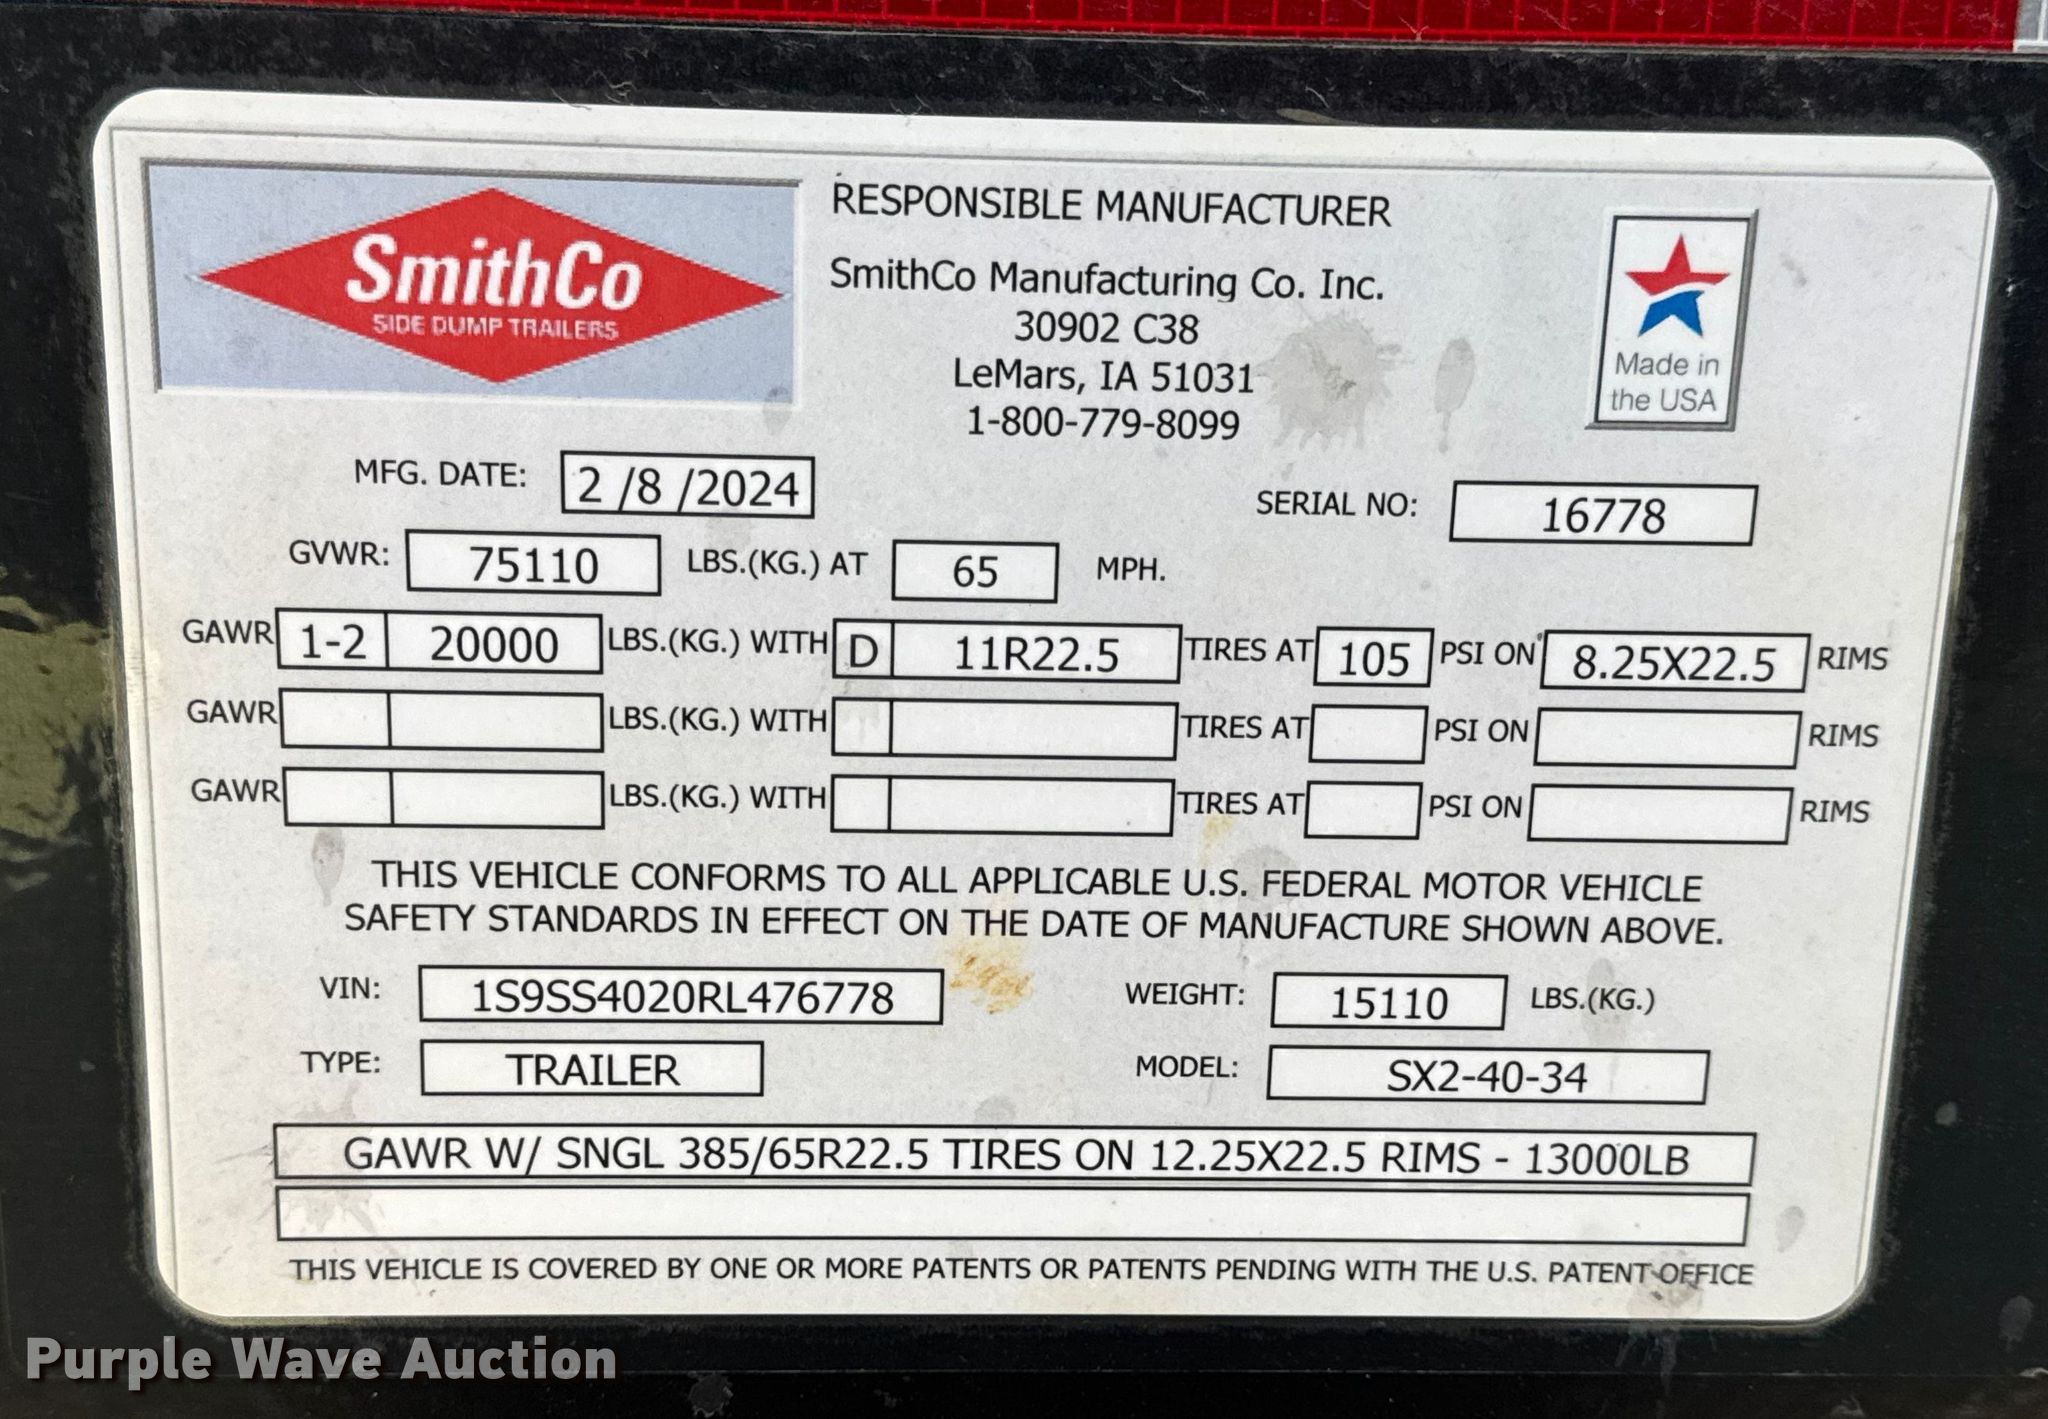 SmithCo
SIDE DUMP TRAILERS
RESPONSIBLE MANUFACTURER
SmithCo Manufacturing Co. Inc.
30902 C38
LeMars, IA 51031
1-800-779-8099
Made in
the USA
MFG. DATE: 2 /8 /2024
SERIAL NO: 16778
GVWR: 75110 LBS.(KG.) AT 65 MPH.
GAWR 1-2 20000 LBS.(KG.) WITH D 11R22.5 TIRES AT 105 PSI ON 8.25X22.5 RIMS
GAWR LBS.(KG.) WITH TIRES AT PSI ON RIMS
GAWR LBS.(KG.) WITH TIRES AT PSI ON RIMS
THIS VEHICLE CONFORMS TO ALL APPLICABLE U.S. FEDERAL MOTOR VEHICLE
SAFETY STANDARDS IN EFFECT ON THE DATE OF MANUFACTURE SHOWN ABOVE.
VIN: 1S9SS4020RL476778 WEIGHT: 15110 LBS.(KG.)
TYPE: TRAILER MODEL: SX2-40-34
GAWR W/ SNGL 385/65R22.5 TIRES ON 12.25X22.5 RIMS - 13000LB
THIS VEHICLE IS COVERED BY ONE OR MORE PATENTS OR PATENTS PENDING WITH THE U.S. PATENT OFFICE
Purple Wave Auction